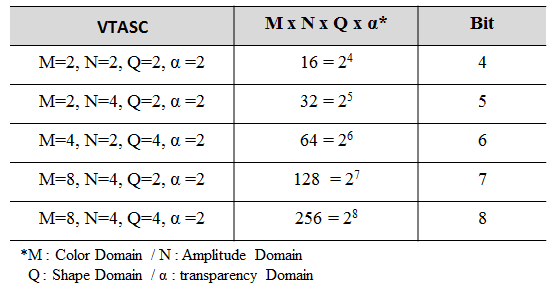 VTASC M x N x Q x α* Bit
M=2, N=2, Q=2, α =2 16 = 2⁴ 4
M=2, N=4, Q=2, α =2 32 = 2⁵ 5
M=4, N=2, Q=4, α =2 64 = 2⁶ 6
M=8, N=4, Q=2, α =2 128 = 2⁷ 7
M=8, N=4, Q=4, α =2 256 = 2⁸ 8
*M : Color Domain / N : Amplitude Domain
Q : Shape Domain / α : transparency Domain